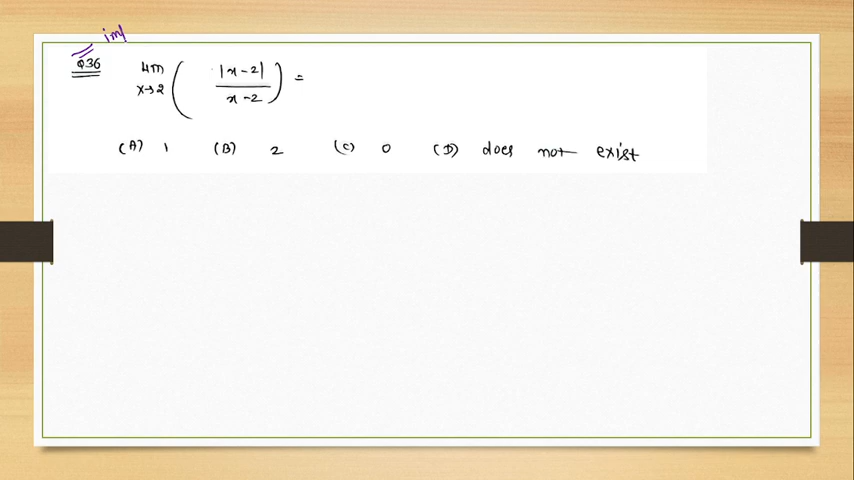 imp
Q36 lim x→2 ( |x-2| / x-2 ) =
(A) 1 (B) 2 (C) 0 (D) does not exist